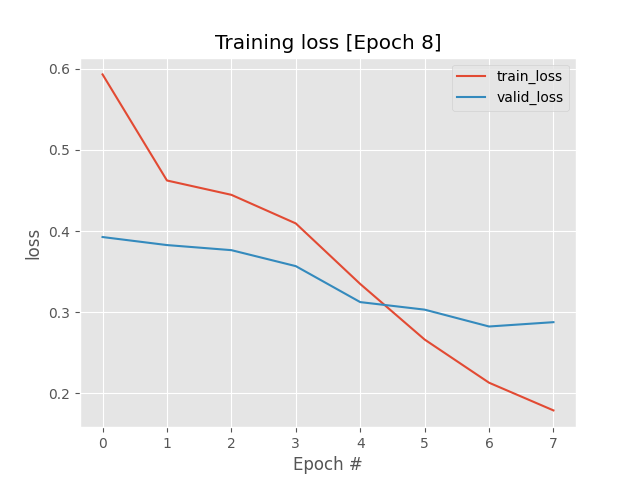 Training loss [Epoch 8]
train_loss
valid_loss
0.6
0.5
0.4
0.3
0.2
loss
0 1 2 3 4 5 6 7
Epoch #